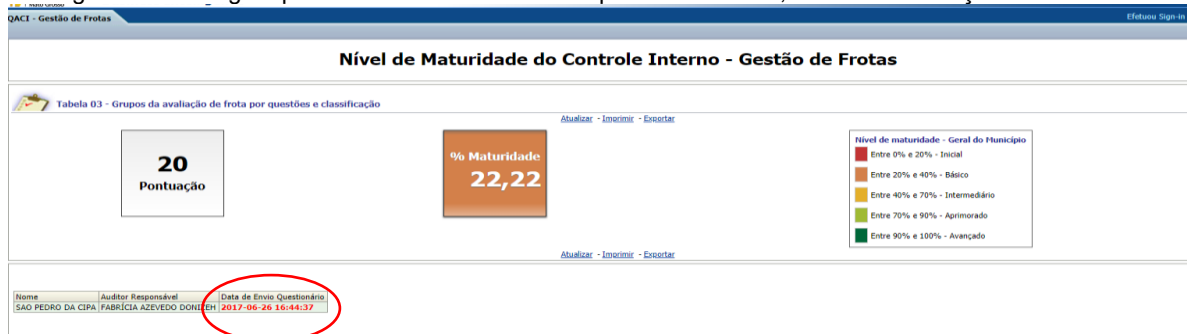 Mato Grosso
QACI - Gestão de Frotas
Efetuou Sign-in
Nível de Maturidade do Controle Interno - Gestão de Frotas
Tabela 03 - Grupos da avaliação de frota por questões e classificação
Atualizar - Imprimir - Exportar
20
Pontuação
% Maturidade
22,22
Nível de maturidade - Geral do Município
Entre 0% e 20% - Inicial
Entre 20% e 40% - Básico
Entre 40% e 70% - Intermediário
Entre 70% e 90% - Aprimorado
Entre 90% e 100% - Avançado
Atualizar - Imprimir - Exportar
Nome Auditor Responsável Data de Envio Questionário
SAO PEDRO DA CIPA FABRÍCIA AZEVEDO 2017-06-26 16:44:37